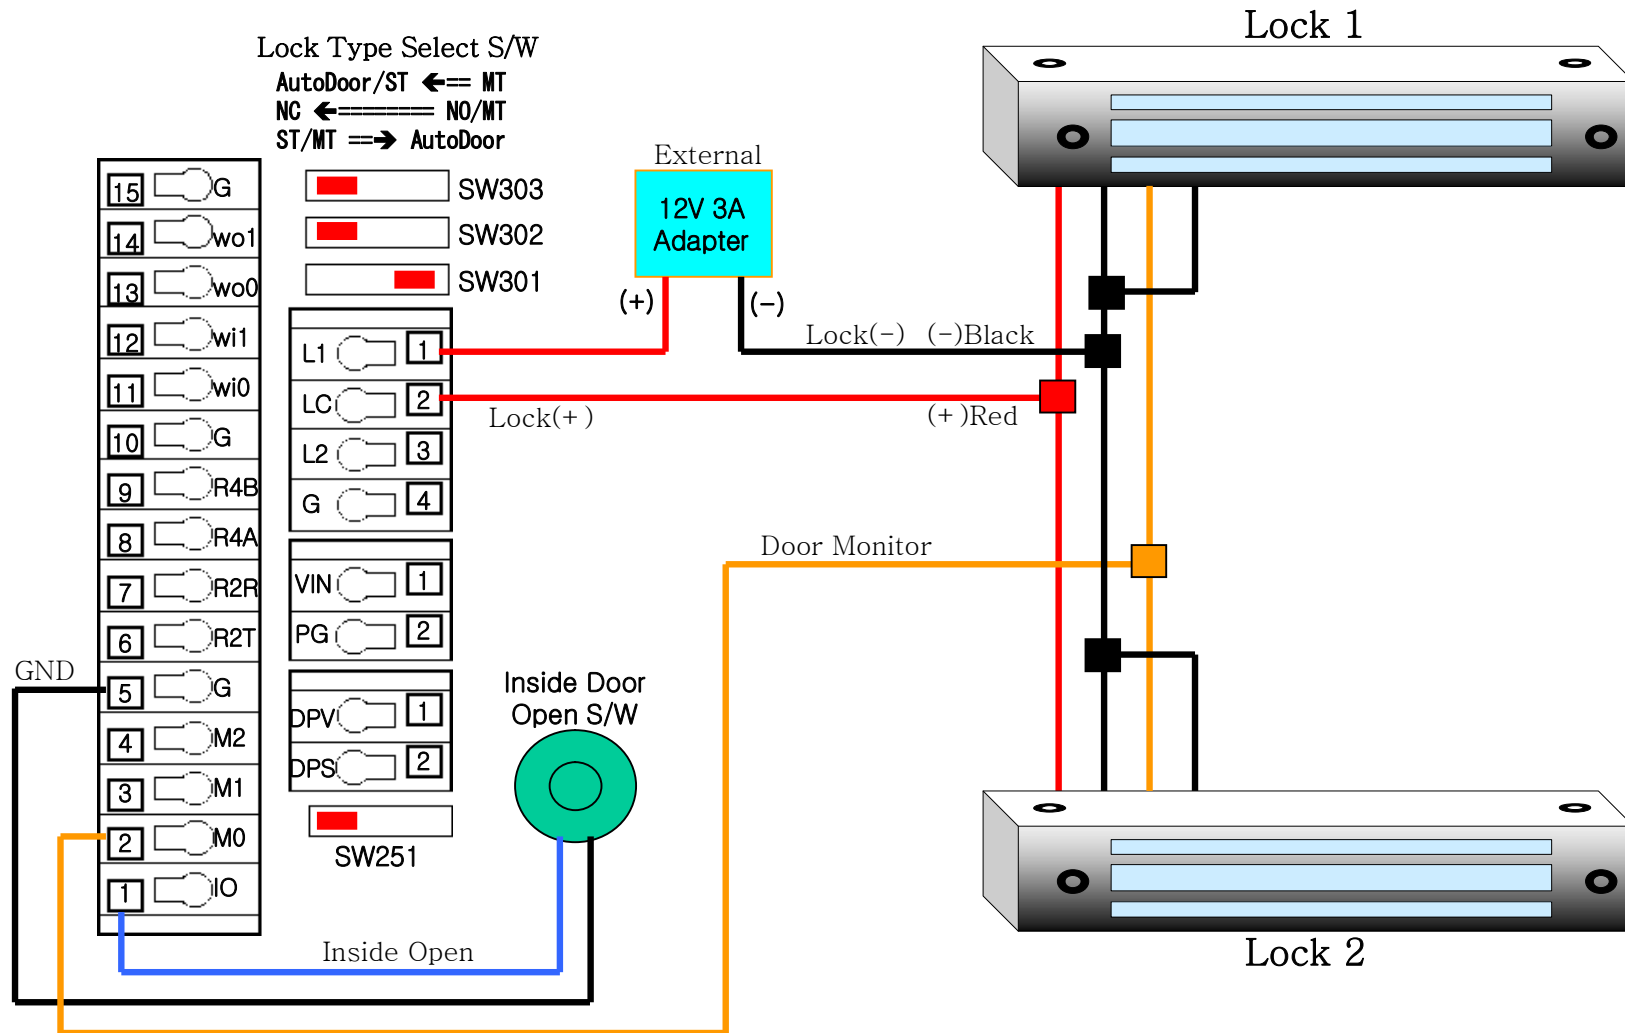 Lock 1
Lock Type Select S/W
AutoDoor/ST 🡸== MT
NC 🡸======== NO/MT
ST/MT ==➔ AutoDoor
15 G
14 wo1
13 wo0
12 wi1
11 wi0
10 G
9 R4B
8 R4A
7 R2R
6 R2T
5 G
4 M2
3 M1
2 M0
1 IO
SW303
SW302
SW301
L1 1
LC 2
L2 3
G 4
VIN 1
PG 2
DPV 1
DPS 2
SW251
External
12V 3A
Adapter
(+)
(-)
Lock(-) (-)Black
Lock(+) (+)Red
Door Monitor
GND
Inside Door
Open S/W
Inside Open
Lock 2